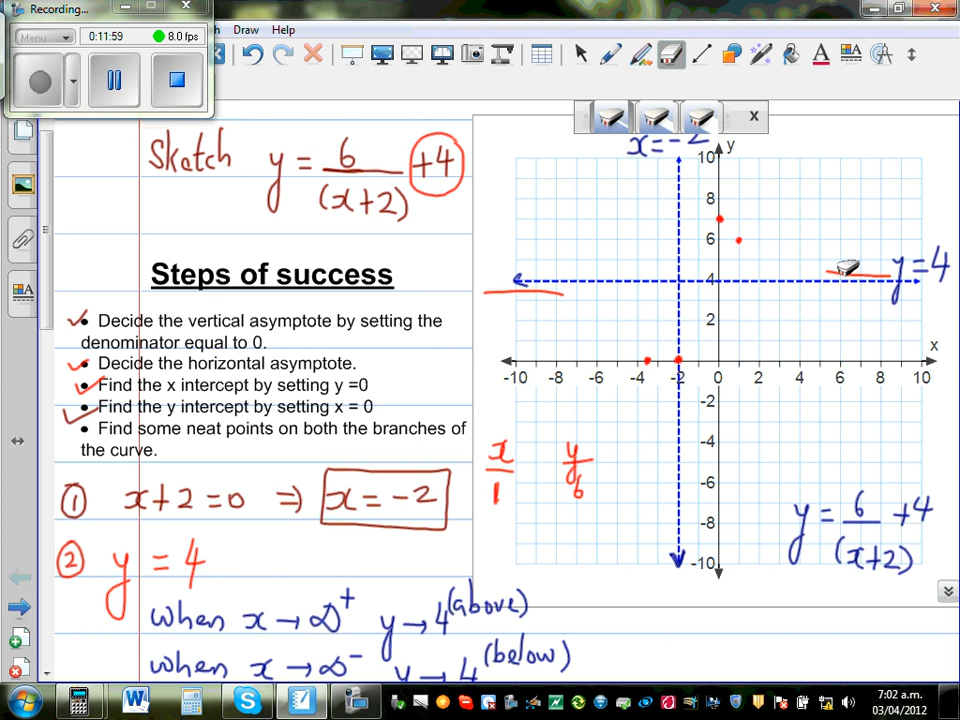 Recording...
Menu
0:11:59
8.0 fps
Draw Help
x
Sketch y = 6/(x+2) +4
Steps of success
• Decide the vertical asymptote by setting the
denominator equal to 0.
• Decide the horizontal asymptote.
• Find the x intercept by setting y =0
• Find the y intercept by setting x = 0
• Find some neat points on both the branches of
the curve.
① x+2=0 ⇒ x=-2
② y = 4
when x→∞⁺ y→4 (above)
when x→∞⁻ y→4 (below)
x=-2
y
10
8
6
4
2
y=4
x
-10 -8 -6 -4 -2 0 2 4 6 8 10
-2
-4
-6
-8
-10
x y
1 6
y = 6/(x+2) +4
7:02 a.m.
03/04/2012